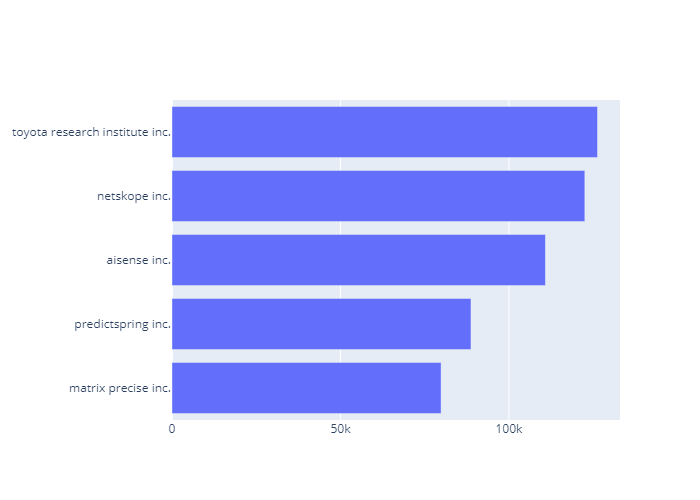 toyota research institute inc.
netskope inc.
aisense inc.
predictspring inc.
matrix precise inc.
0 50k 100k